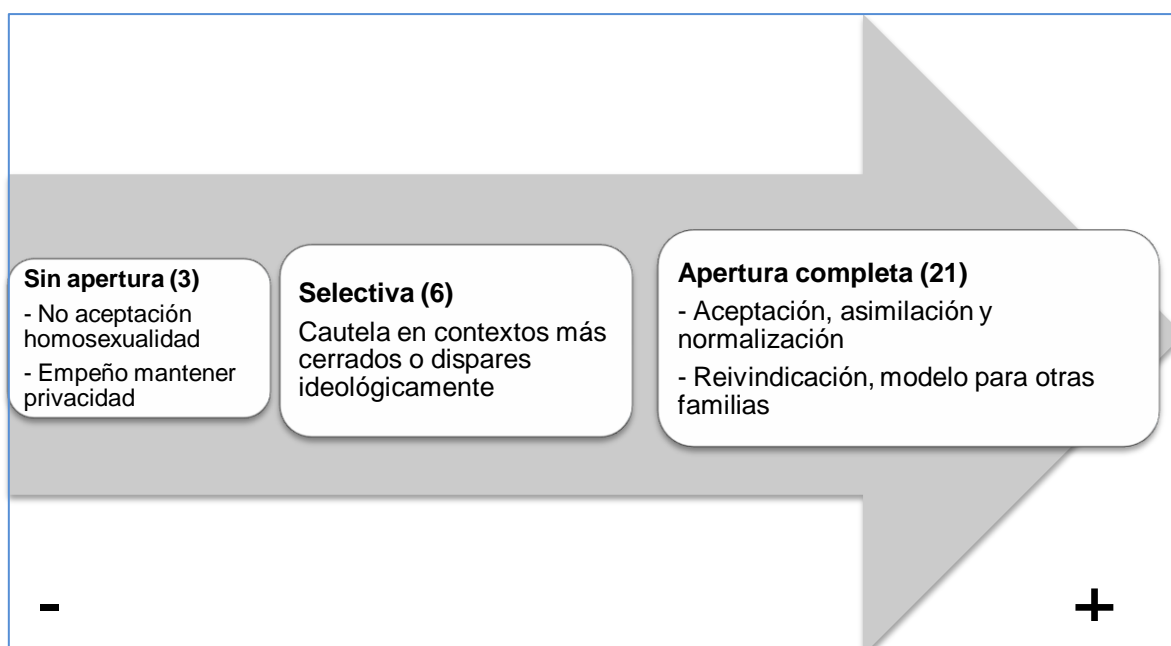 Sin apertura (3)
- No aceptación
homosexualidad
- Empeño mantener
privacidad
Selectiva (6)
Cautela en contextos más
cerrados o dispares
ideológicamente
Apertura completa (21)
- Aceptación, asimilación y
normalización
- Reivindicación, modelo para otras
familias
-
+